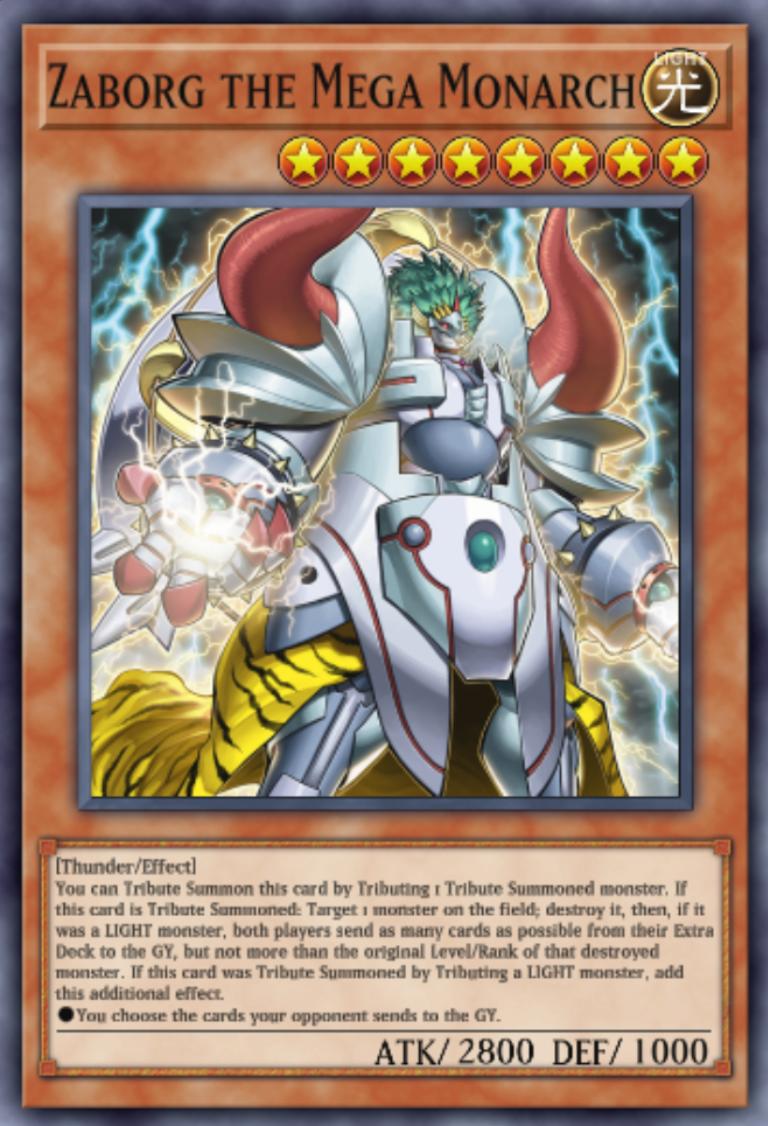 ZABORG THE MEGA MONARCH
LIGHT
光
[Thunder/Effect]
You can Tribute Summon this card by Tributing 1 Tribute Summoned monster. If
this card is Tribute Summoned: Target 1 monster on the field; destroy it, then, if it
was a LIGHT monster, both players send as many cards as possible from their Extra
Deck to the GY, but not more than the original Level/Rank of that destroyed
monster. If this card was Tribute Summoned by Tributing a LIGHT monster, add
this additional effect.
●You choose the cards your opponent sends to the GY.
ATK/ 2800 DEF/ 1000